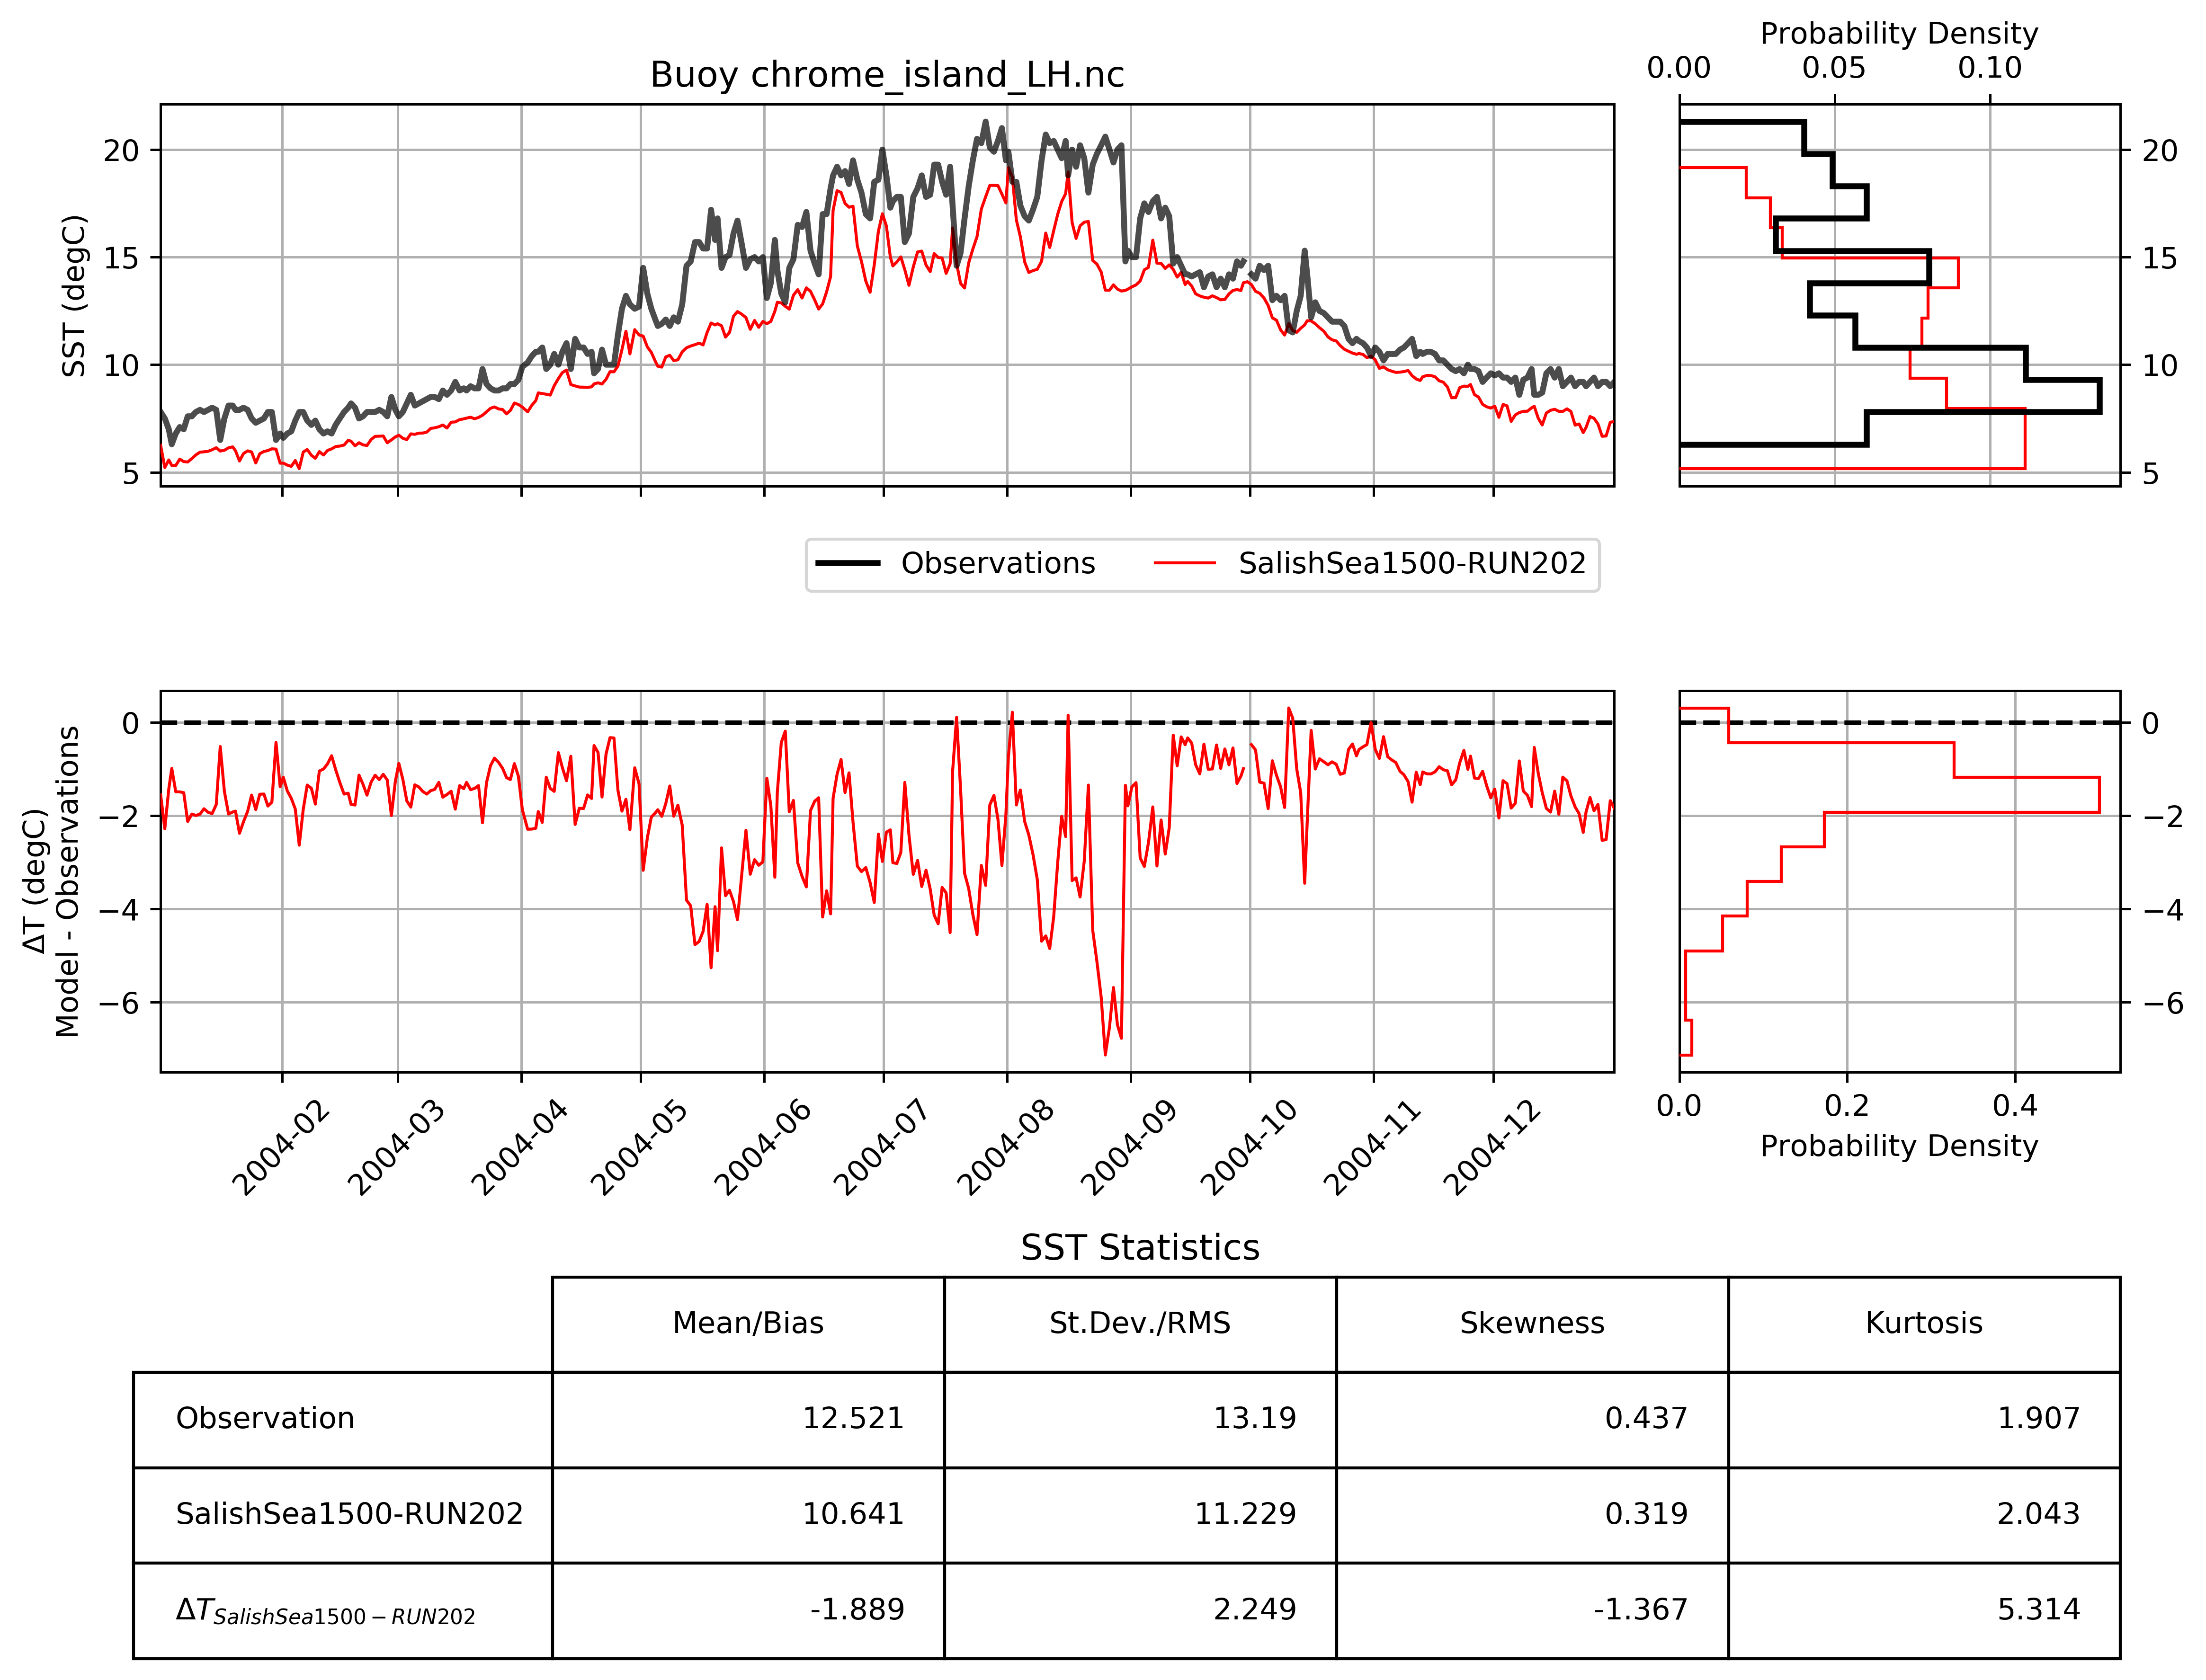 Probability Density
0.00 0.05 0.10
Buoy chrome_island_LH.nc
SST (degC)
20
15
10
5
20
15
10
5
Observations SalishSea1500-RUN202
ΔT (degC)
Model - Observations
0
−2
−4
−6
0
−2
−4
−6
2004-02 2004-03 2004-04 2004-05 2004-06 2004-07 2004-08 2004-09 2004-10 2004-11 2004-12
0.0 0.2 0.4
Probability Density
SST Statistics
Mean/Bias St.Dev./RMS Skewness Kurtosis
Observation 12.521 13.19 0.437 1.907
SalishSea1500-RUN202 10.641 11.229 0.319 2.043
ΔT SalishSea1500−RUN202 -1.889 2.249 -1.367 5.314